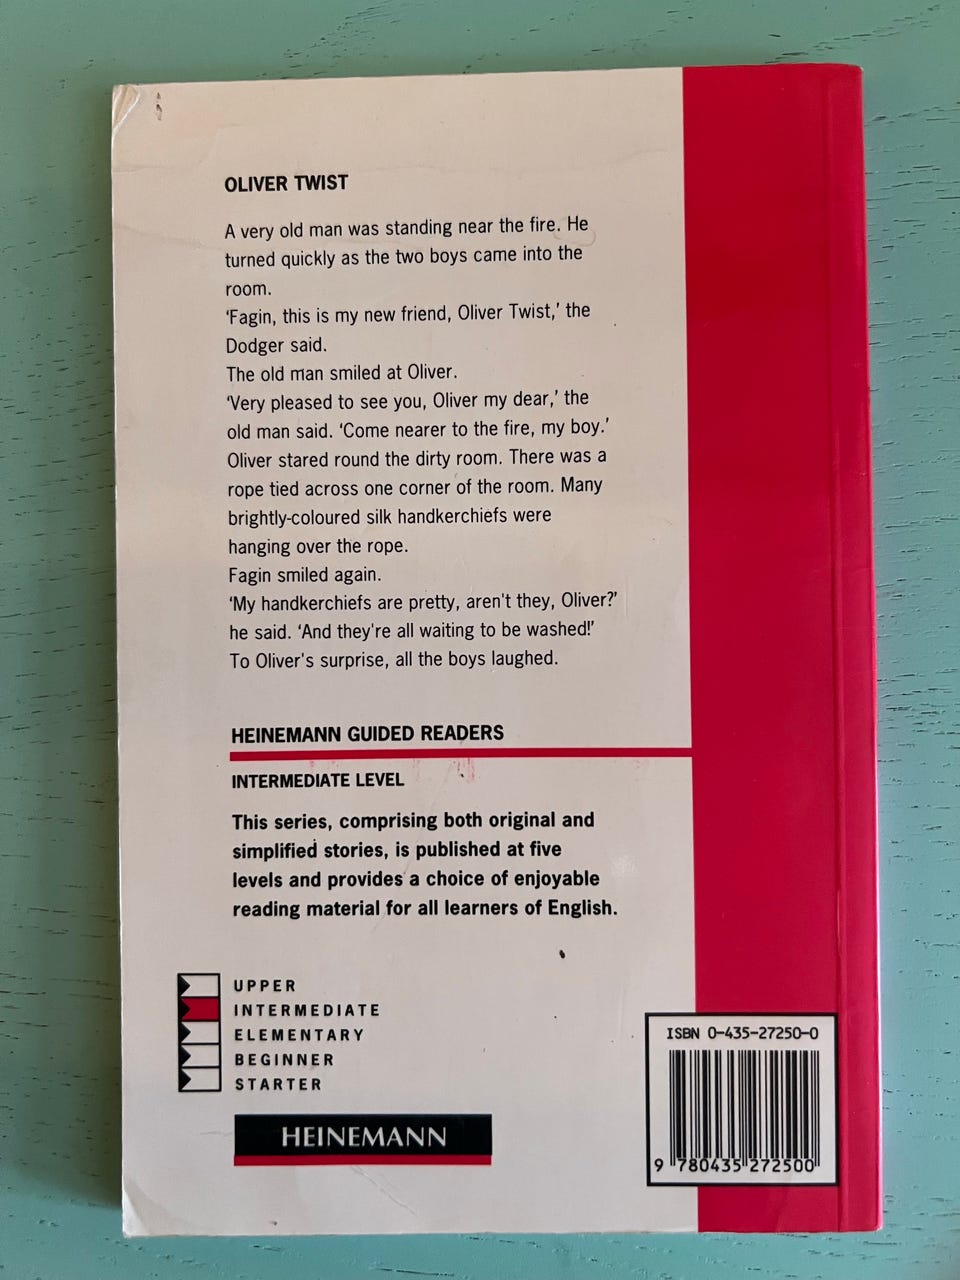 OLIVER TWIST
A very old man was standing near the fire. He
turned quickly as the two boys came into the
room.
‘Fagin, this is my new friend, Oliver Twist,’ the
Dodger said.
The old man smiled at Oliver.
‘Very pleased to see you, Oliver my dear,’ the
old man said. ‘Come nearer to the fire, my boy.’
Oliver stared round the dirty room. There was a
rope tied across one corner of the room. Many
brightly-coloured silk handkerchiefs were
hanging over the rope.
Fagin smiled again.
‘My handkerchiefs are pretty, aren't they, Oliver?’
he said. ‘And they're all waiting to be washed!’
To Oliver's surprise, all the boys laughed.
HEINEMANN GUIDED READERS
INTERMEDIATE LEVEL
This series, comprising both original and
simplified stories, is published at five
levels and provides a choice of enjoyable
reading material for all learners of English.
UPPER
INTERMEDIATE
ELEMENTARY
BEGINNER
STARTER
HEINEMANN
ISBN 0-435-27250-0
9 780435 272500